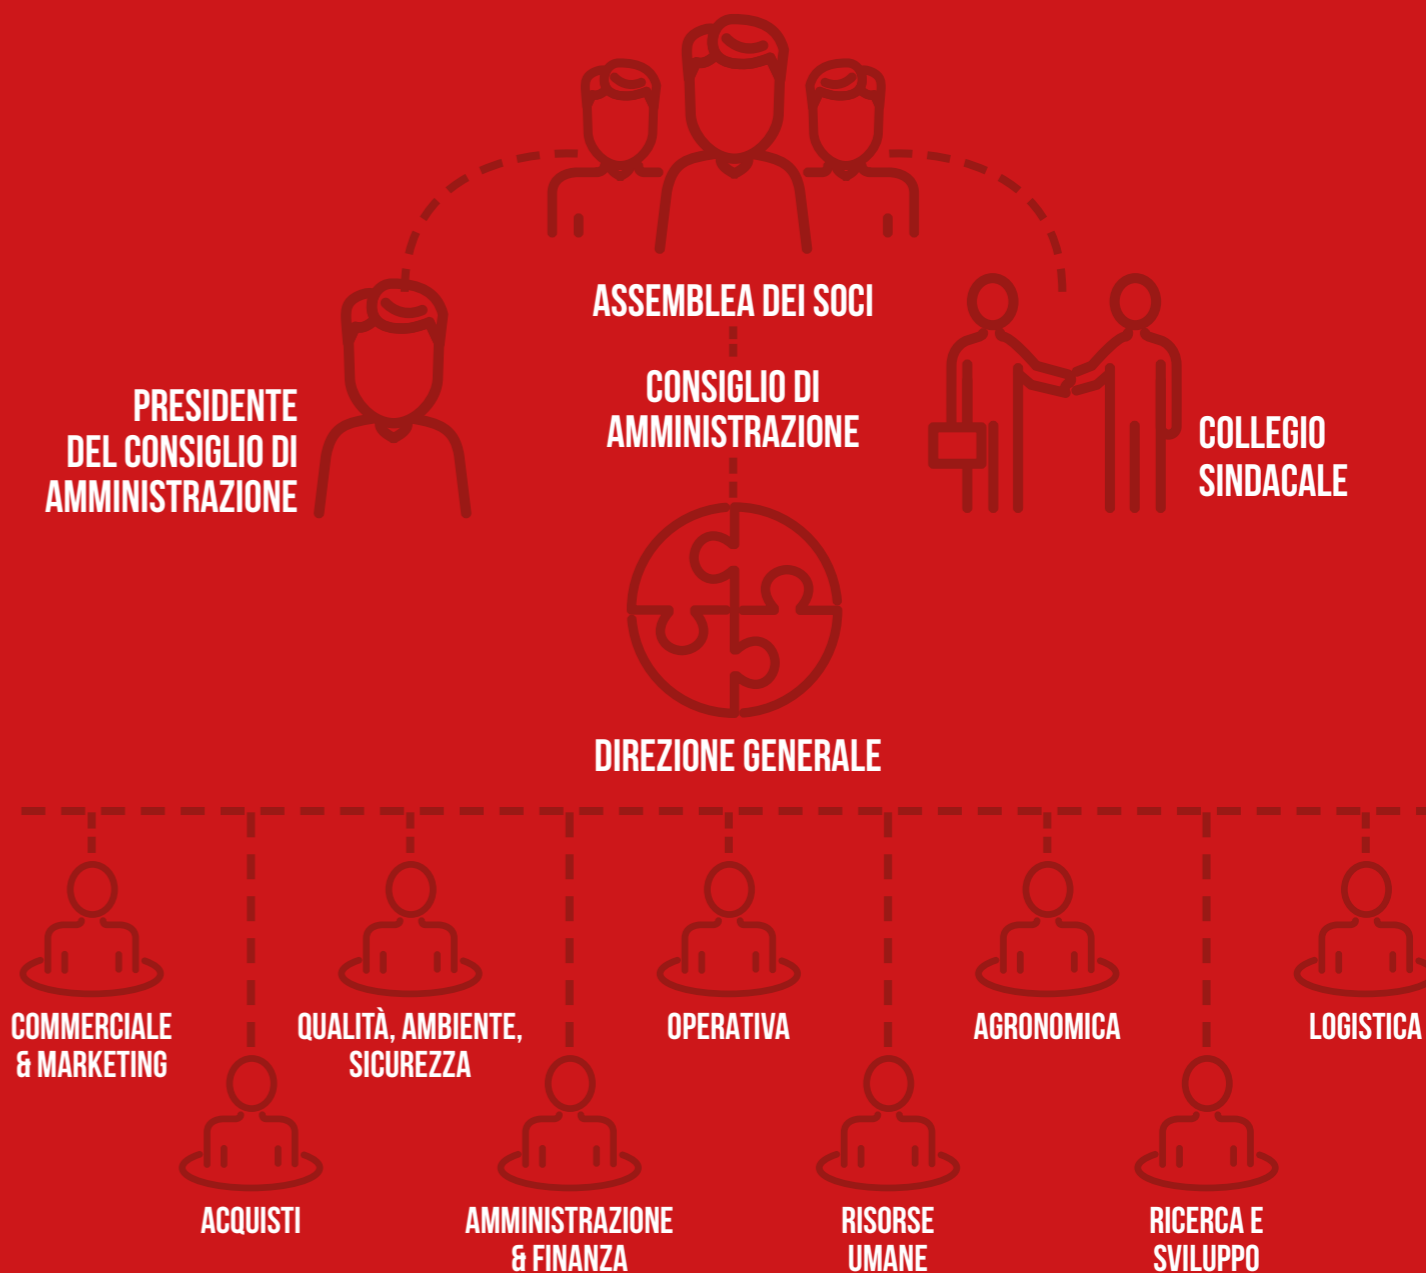 ASSEMBLEA DEI SOCI
CONSIGLIO DI
AMMINISTRAZIONE
PRESIDENTE
DEL CONSIGLIO DI
AMMINISTRAZIONE
COLLEGIO
SINDACALE
DIREZIONE GENERALE
COMMERCIALE
& MARKETING
QUALITÀ, AMBIENTE,
SICUREZZA
OPERATIVA
AGRONOMICA
LOGISTICA
ACQUISTI
AMMINISTRAZIONE
& FINANZA
RISORSE
UMANE
RICERCA E
SVILUPPO